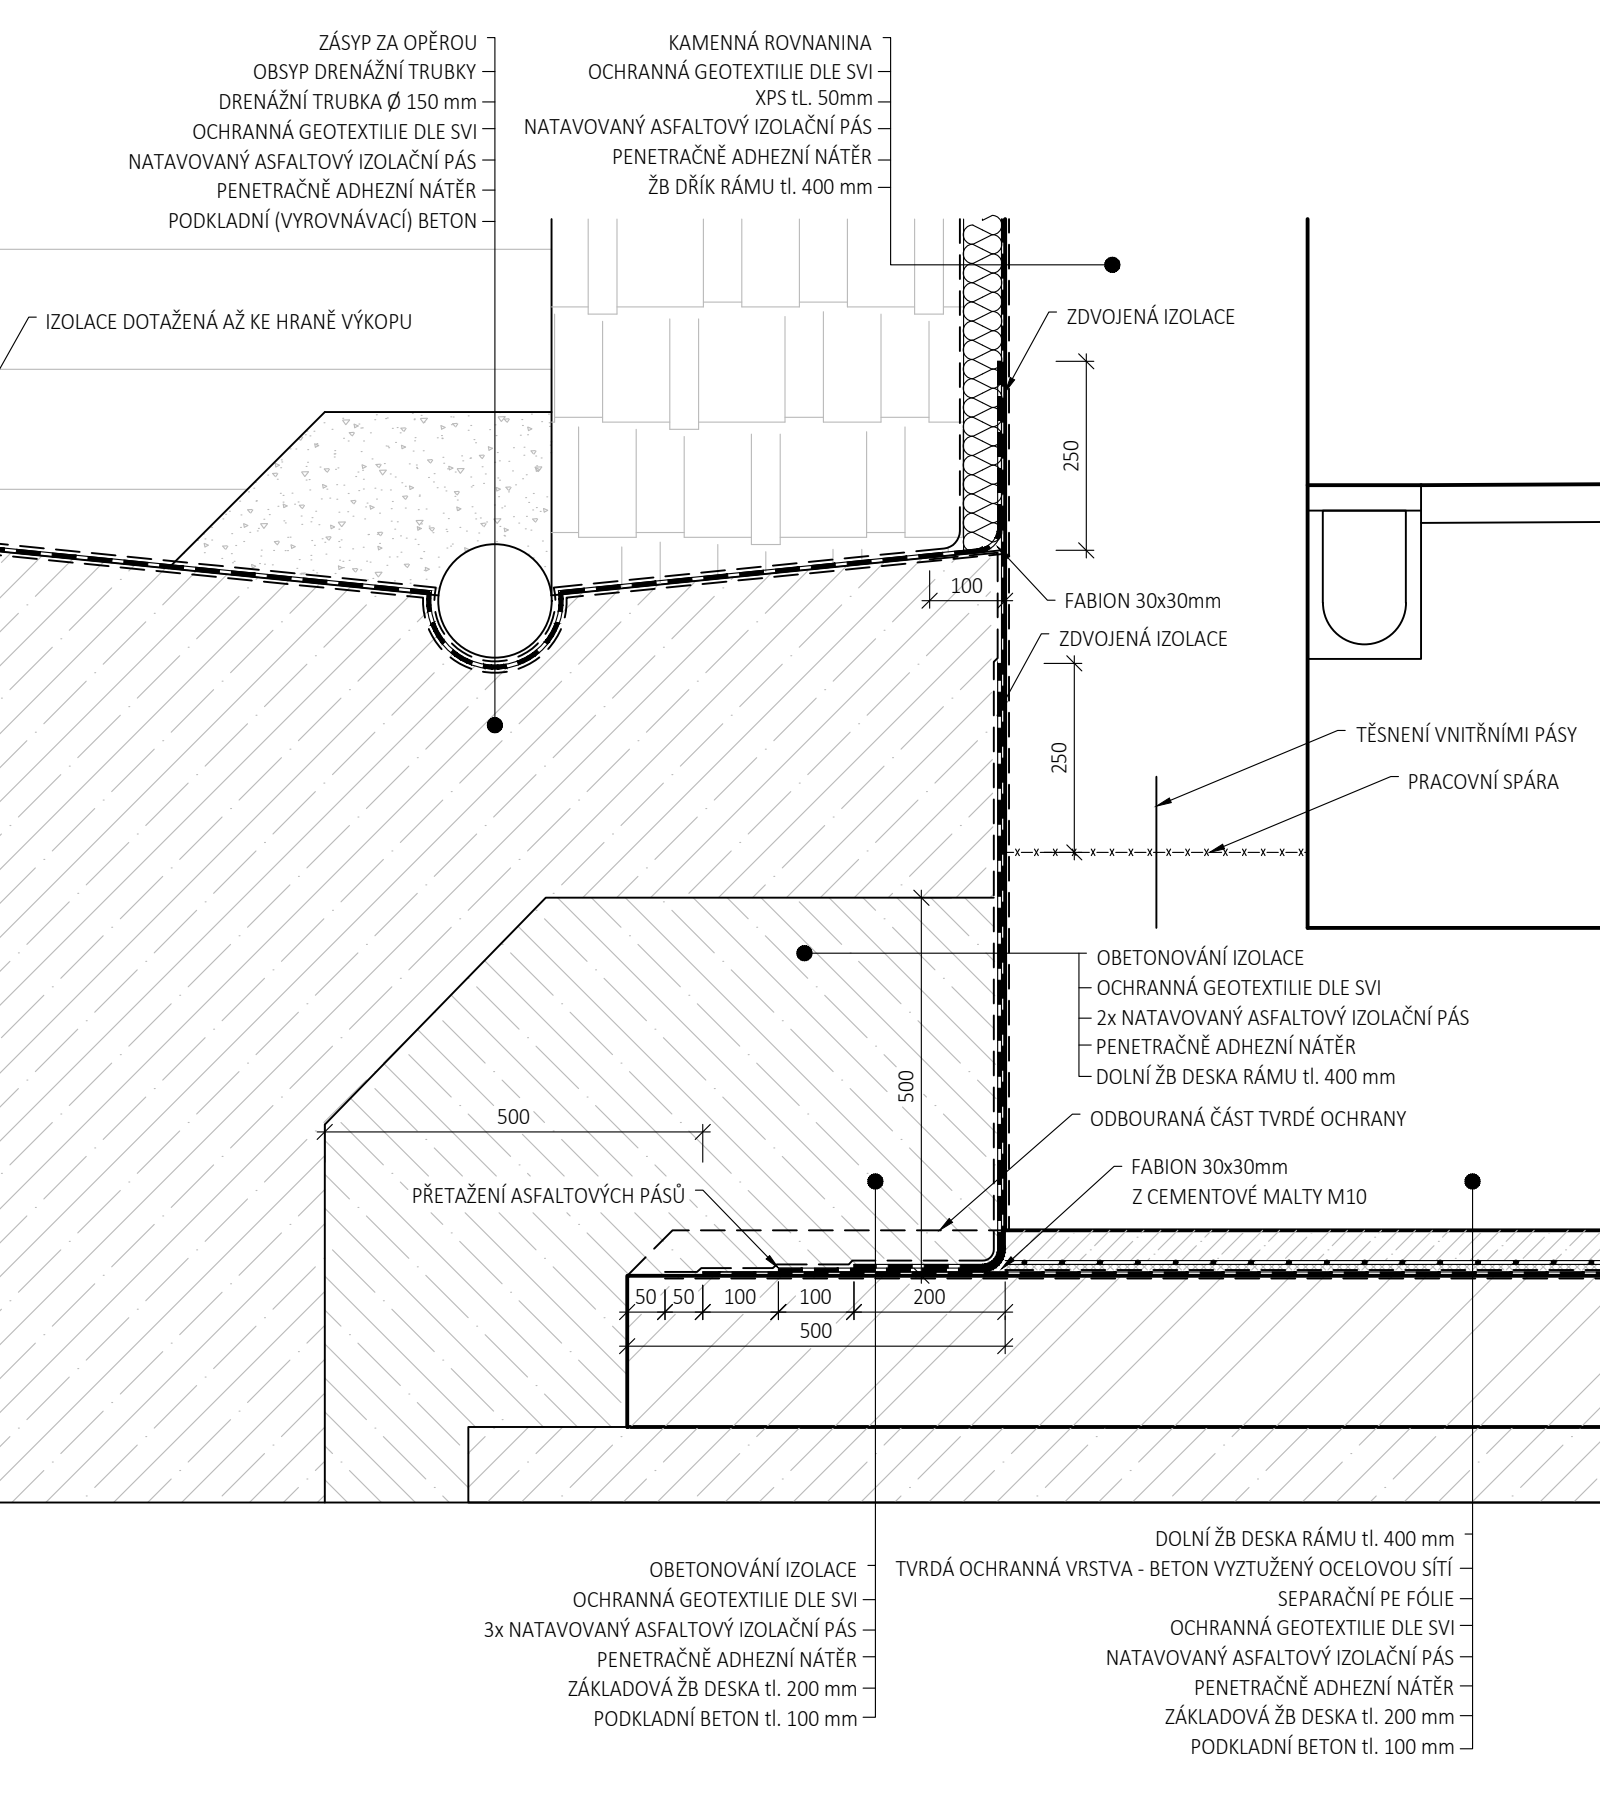 ZÁSYP ZA OPĚROU
OBSYP DRENÁŽNÍ TRUBKY
DRENÁŽNÍ TRUBKA Ø 150 mm
OCHRANNÁ GEOTEXTILIE DLE SVI
NATAVOVANÝ ASFALTOVÝ IZOLAČNÍ PÁS
PENETRAČNĚ ADHEZNÍ NÁTĚR
PODKLADNÍ (VYROVNÁVACÍ) BETON
KAMENNÁ ROVNANINA
OCHRANNÁ GEOTEXTILIE DLE SVI
XPS tL. 50mm
NATAVOVANÝ ASFALTOVÝ IZOLAČNÍ PÁS
PENETRAČNĚ ADHEZNÍ NÁTĚR
ŽB DŘÍK RÁMU tl. 400 mm
IZOLACE DOTAŽENÁ AŽ KE HRANĚ VÝKOPU
ZDVOJENÁ IZOLACE
250
100
FABION 30x30mm
ZDVOJENÁ IZOLACE
250
TĚSNENÍ VNITŘNÍMI PÁSY
PRACOVNÍ SPÁRA
OBETONOVÁNÍ IZOLACE
OCHRANNÁ GEOTEXTILIE DLE SVI
2x NATAVOVANÝ ASFALTOVÝ IZOLAČNÍ PÁS
PENETRAČNĚ ADHEZNÍ NÁTĚR
DOLNÍ ŽB DESKA RÁMU tl. 400 mm
500
500
ODBOURANÁ ČÁST TVRDÉ OCHRANY
FABION 30x30mm
Z CEMENTOVÉ MALTY M10
PŘETAŽENÍ ASFALTOVÝCH PÁSŮ
50 50 100 100 200
500
OBETONOVÁNÍ IZOLACE
OCHRANNÁ GEOTEXTILIE DLE SVI
3x NATAVOVANÝ ASFALTOVÝ IZOLAČNÍ PÁS
PENETRAČNĚ ADHEZNÍ NÁTĚR
ZÁKLADOVÁ ŽB DESKA tl. 200 mm
PODKLADNÍ BETON tl. 100 mm
DOLNÍ ŽB DESKA RÁMU tl. 400 mm
TVRDÁ OCHRANNÁ VRSTVA - BETON VYZTUŽENÝ OCELOVOU SÍTÍ
SEPARAČNÍ PE FÓLIE
OCHRANNÁ GEOTEXTILIE DLE SVI
NATAVOVANÝ ASFALTOVÝ IZOLAČNÍ PÁS
PENETRAČNĚ ADHEZNÍ NÁTĚR
ZÁKLADOVÁ ŽB DESKA tl. 200 mm
PODKLADNÍ BETON tl. 100 mm